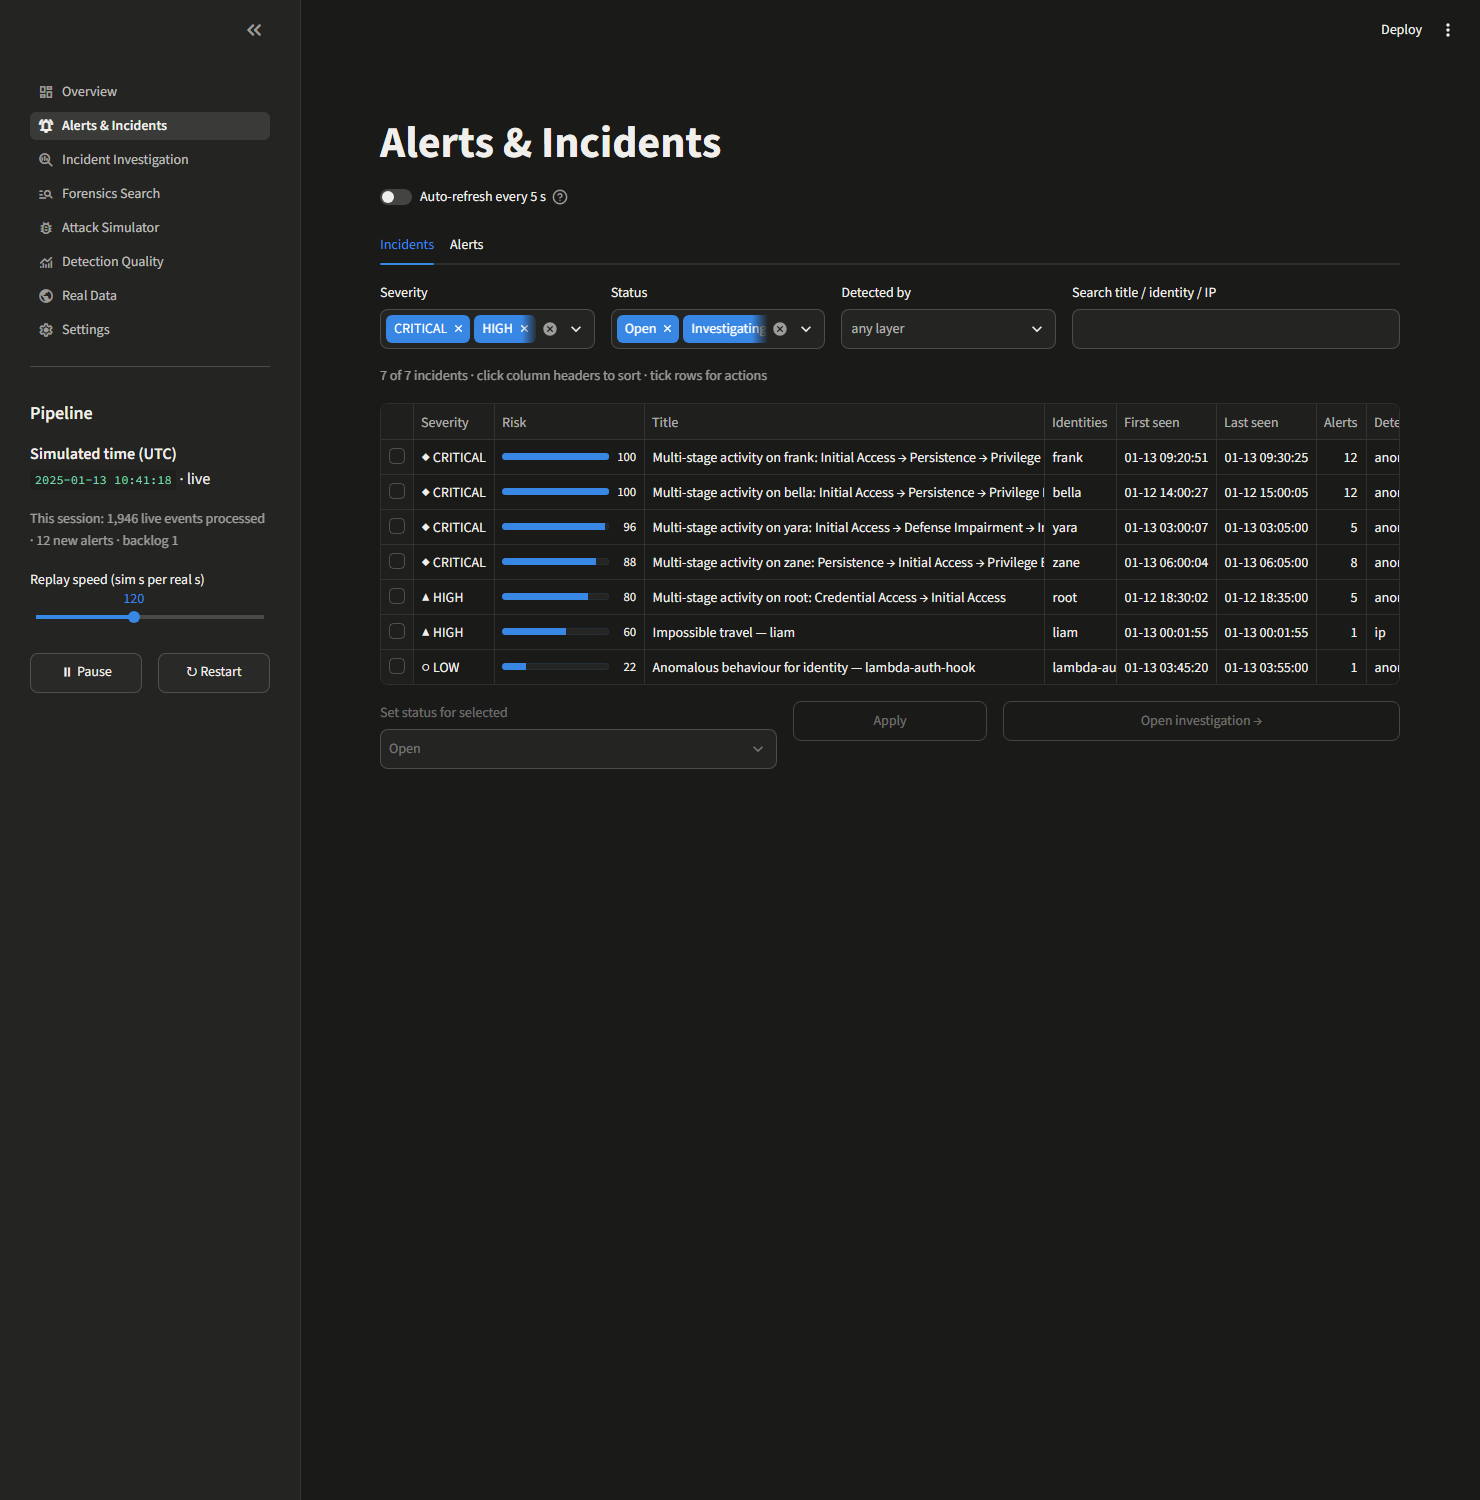 Deploy
Overview
Alerts & Incidents
Incident Investigation
Forensics Search
Attack Simulator
Detection Quality
Real Data
Settings
Pipeline
Simulated time (UTC)
2025-01-13 10:41:18 · live
This session: 1,946 live events processed
· 12 new alerts · backlog 1
Replay speed (sim s per real s)
120
Pause
↻ Restart
Alerts & Incidents
Auto-refresh every 5 s
Incidents Alerts
Severity Status Detected by Search title / identity / IP
CRITICAL HIGH Open Investigating any layer
7 of 7 incidents · click column headers to sort · tick rows for actions
Severity Risk Title Identities First seen Last seen Alerts Dete
◆ CRITICAL 100 Multi-stage activity on frank: Initial Access → Persistence → Privilege frank 01-13 09:20:51 01-13 09:30:25 12 anon
◆ CRITICAL 100 Multi-stage activity on bella: Initial Access → Persistence → Privilege bella 01-12 14:00:27 01-12 15:00:05 12 anon
◆ CRITICAL 96 Multi-stage activity on yara: Initial Access → Defense Impairment → yara 01-13 03:00:07 01-13 03:05:00 5 anon
◆ CRITICAL 88 Multi-stage activity on zane: Persistence → Initial Access → Privilege zane 01-13 06:00:04 01-13 06:05:00 8 anon
▲ HIGH 80 Multi-stage activity on root: Credential Access → Initial Access root 01-12 18:30:02 01-12 18:35:00 5 anon
▲ HIGH 60 Impossible travel — liam liam 01-13 00:01:55 01-13 00:01:55 1 ip
○ LOW 22 Anomalous behaviour for identity — lambda-auth-hook lambda-au 01-13 03:45:20 01-13 03:55:00 1 anon
Set status for selected
Open
Apply
Open investigation →